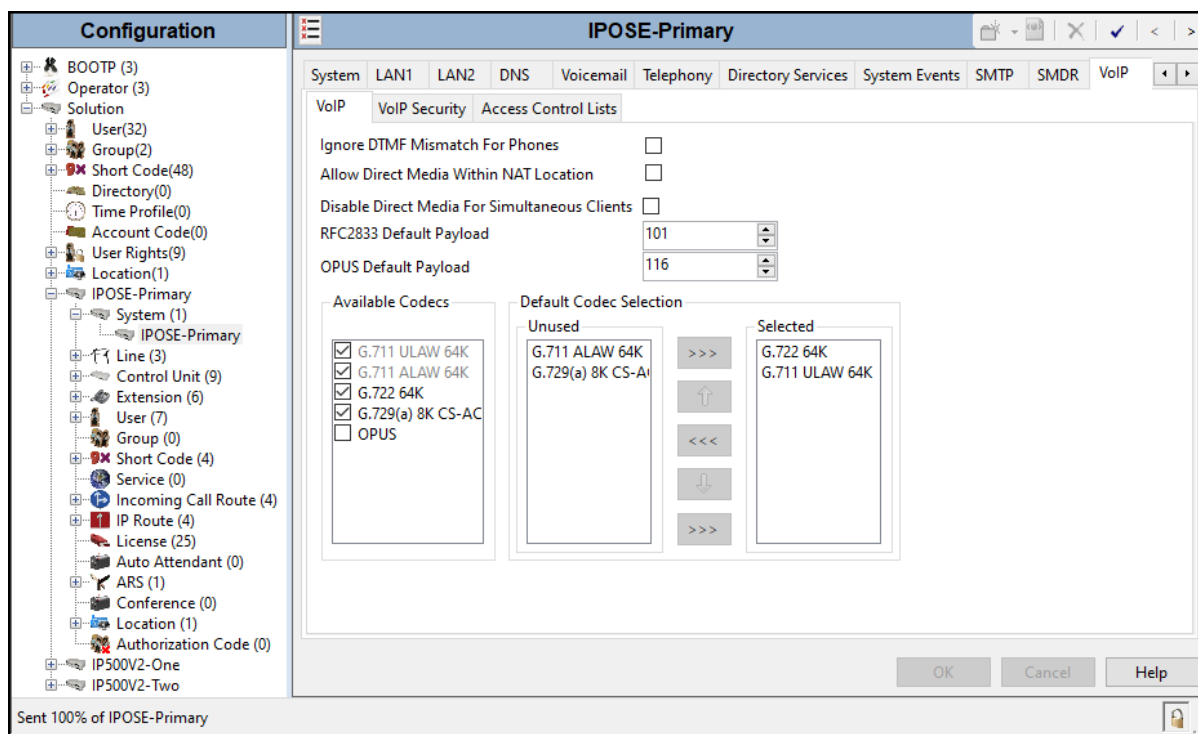 Configuration
BOOTP (3)
Operator (3)
Solution
User(32)
Group(2)
Short Code(48)
Directory(0)
Time Profile(0)
Account Code(0)
User Rights(9)
Location(1)
IPOSE-Primary
System (1)
IPOSE-Primary
Line (3)
Control Unit (9)
Extension (6)
User (7)
Group (0)
Short Code (4)
Service (0)
Incoming Call Route (4)
IP Route (4)
License (25)
Auto Attendant (0)
ARS (1)
Conference (0)
Location (1)
Authorization Code (0)
IP500V2-One
IP500V2-Two
IPOSE-Primary
System LAN1 LAN2 DNS Voicemail Telephony Directory Services System Events SMTP SMDR VoIP
VoIP VoIP Security Access Control Lists
Ignore DTMF Mismatch For Phones
Allow Direct Media Within NAT Location
Disable Direct Media For Simultaneous Clients
RFC2833 Default Payload 101
OPUS Default Payload 116
Available Codecs
G.711 ULAW 64K
G.711 ALAW 64K
G.722 64K
G.729(a) 8K CS-AC
OPUS
Default Codec Selection
Unused
G.711 ALAW 64K
G.729(a) 8K CS-A
>>>
<<<
>>>
Selected
G.722 64K
G.711 ULAW 64K
OK Cancel Help
Sent 100% of IPOSE-Primary